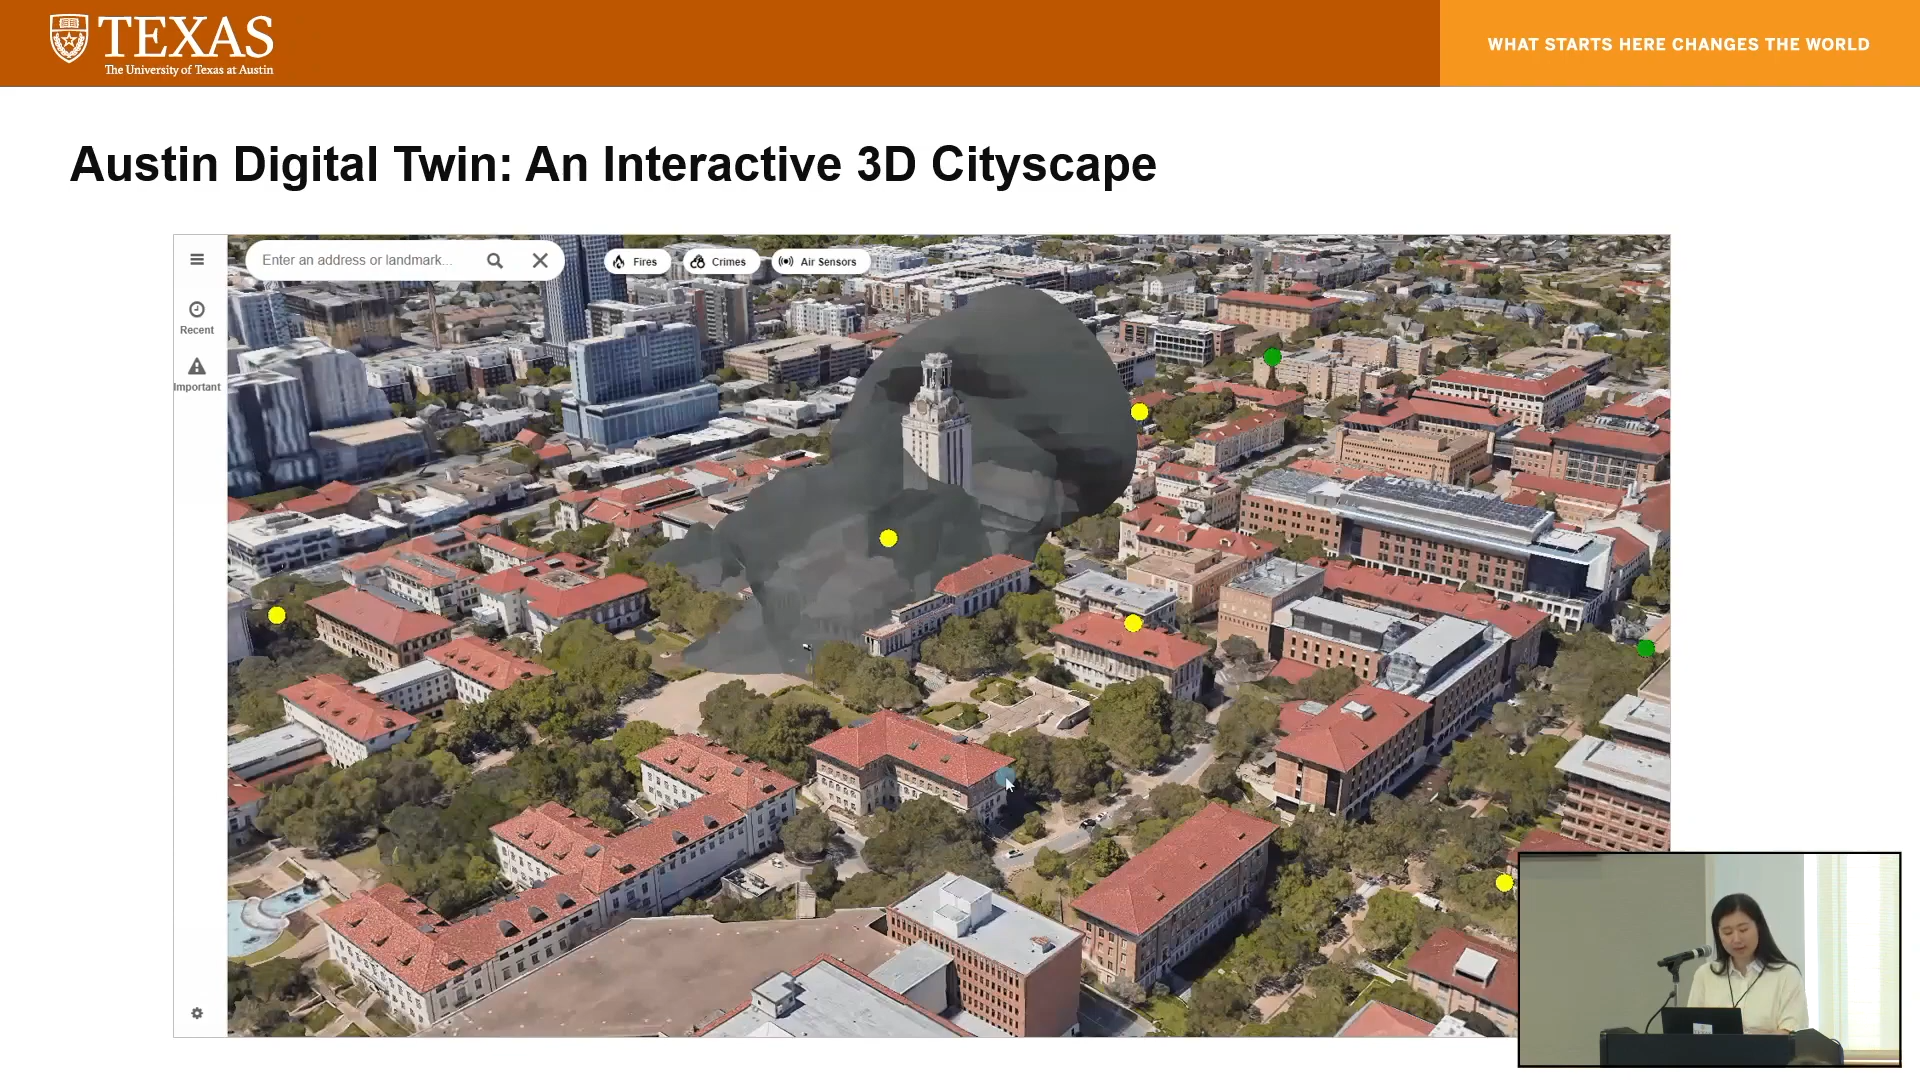 TEXAS
The University of Texas at Austin
WHAT STARTS HERE CHANGES THE WORLD
Austin Digital Twin: An Interactive 3D Cityscape
Enter an address or landmark...
Fires
Crimes
Air Sensors
Recent
Important